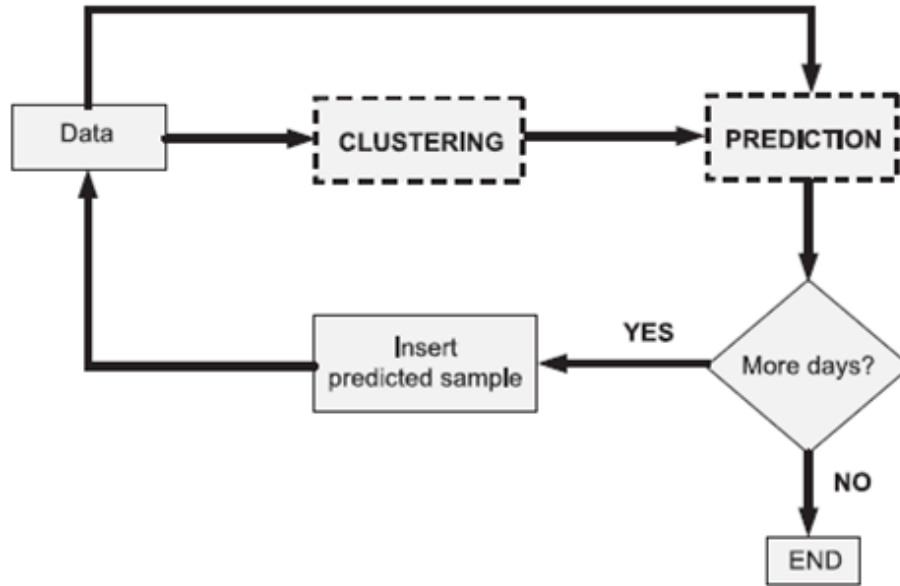 Data
CLUSTERING
PREDICTION
YES
Insert
predicted sample
More days?
NO
END